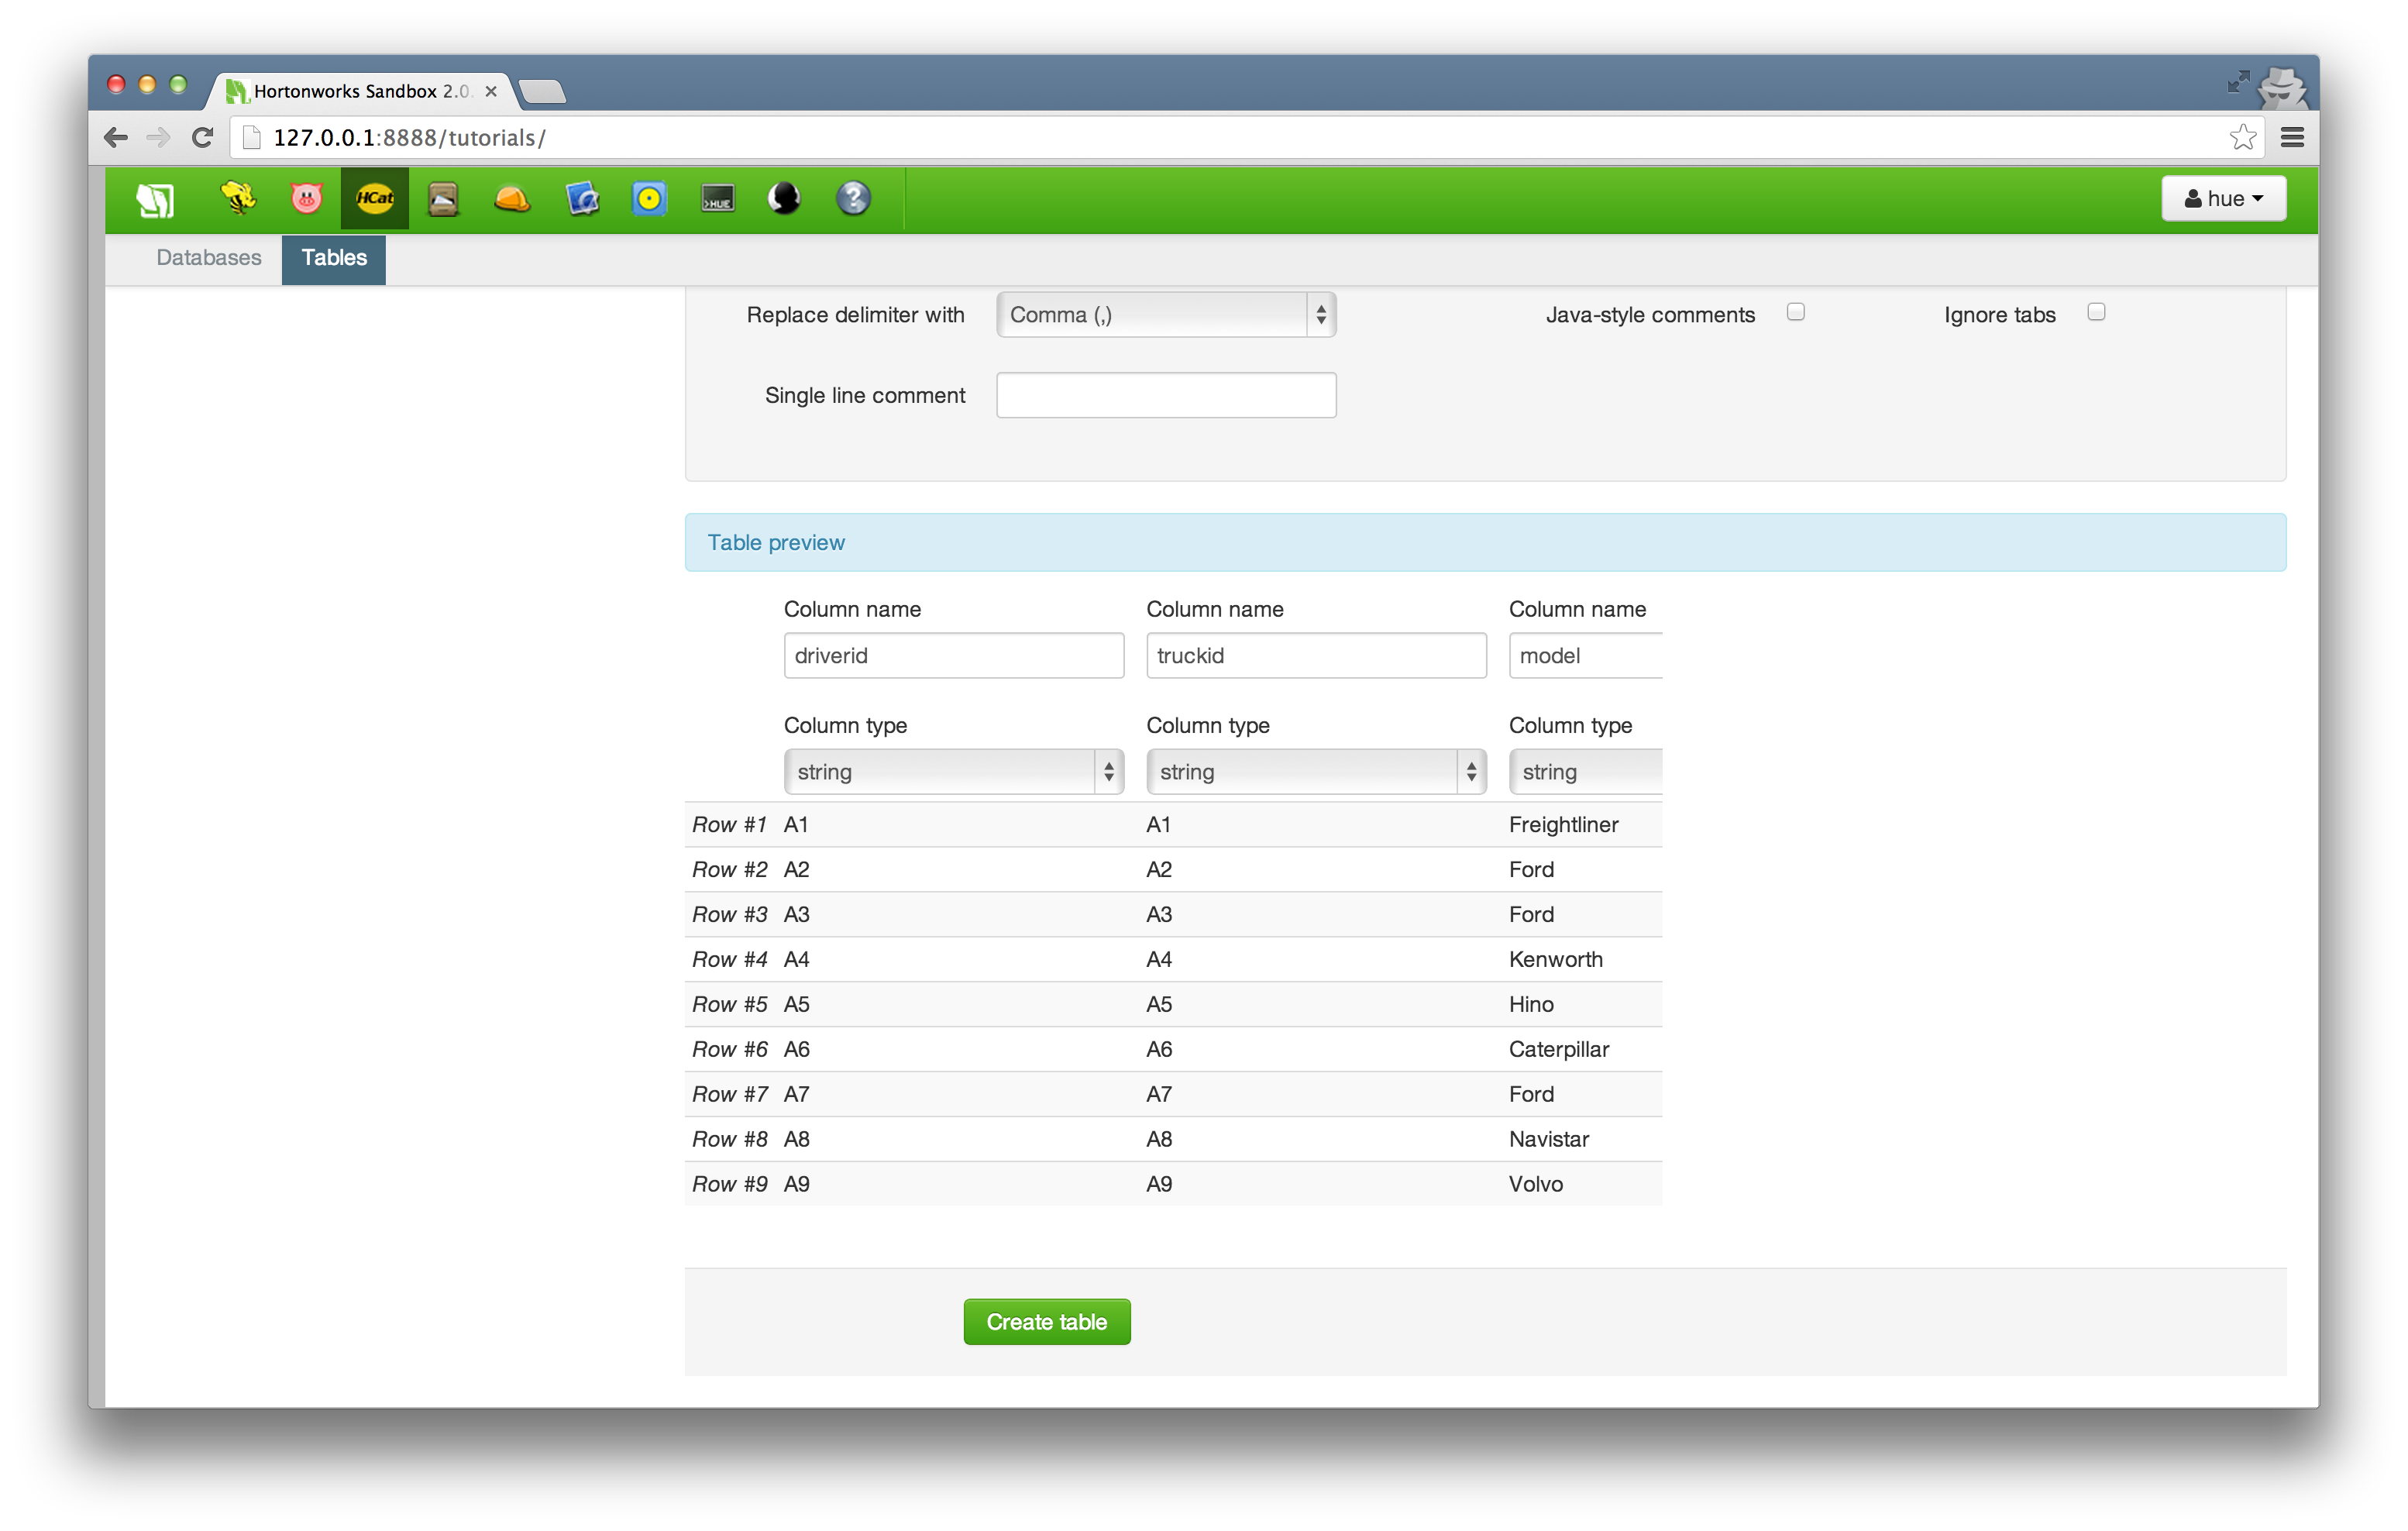 Hortonworks Sandbox 2.0.
127.0.0.1:8888/tutorials/
HCat >HUE ? hue
Databases Tables
Replace delimiter with Comma (,) Java-style comments Ignore tabs
Single line comment
Table preview
Column name Column name Column name
driverid truckid model
Column type Column type Column type
string string string
Row #1 A1 A1 Freightliner
Row #2 A2 A2 Ford
Row #3 A3 A3 Ford
Row #4 A4 A4 Kenworth
Row #5 A5 A5 Hino
Row #6 A6 A6 Caterpillar
Row #7 A7 A7 Ford
Row #8 A8 A8 Navistar
Row #9 A9 A9 Volvo
Create table